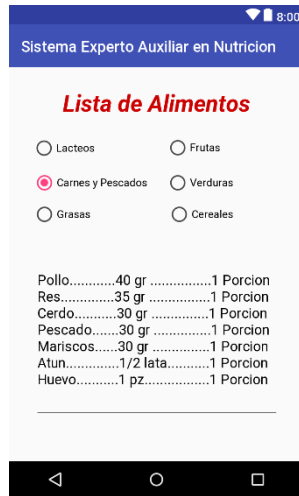 8:00
Sistema Experto Auxiliar en Nutricion
Lista de Alimentos
Lacteos Frutas
Carnes y Pescados Verduras
Grasas Cereales
Pollo............40 gr ................1 Porcion
Res..............35 gr ................1 Porcion
Cerdo...........30 gr ...............1 Porcion
Pescado.......30 gr ................1 Porcion
Mariscos......30 gr ................1 Porcion
Atun..............1/2 lata...........1 Porcion
Huevo...........1 pz.................1 Porcion